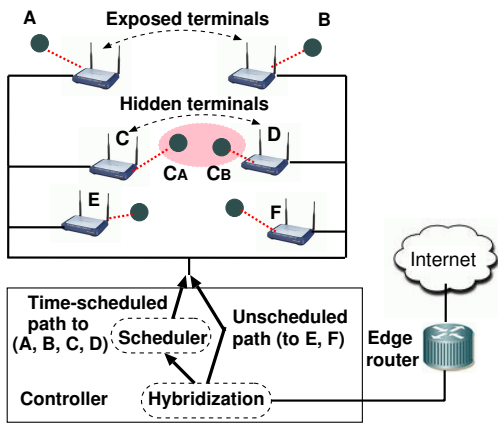 A
Exposed terminals
B
Hidden terminals
C
D
CA
CB
E
F
Internet
Time-scheduled
path to
(A, B, C, D)
Unscheduled
path (to E, F)
Scheduler
Edge
router
Controller
Hybridization